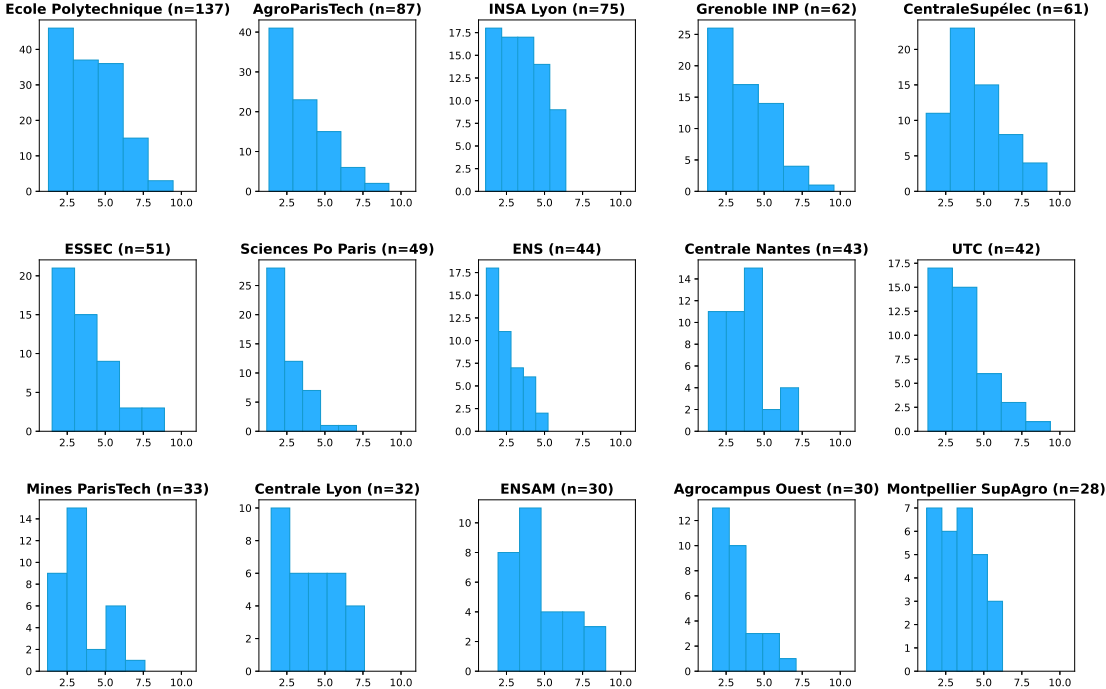 Ecole Polytechnique (n=137) AgroParisTech (n=87) INSA Lyon (n=75) Grenoble INP (n=62) CentraleSupélec (n=61)
40 30 20 10 0
40 30 20 10 0
17.5 15.0 12.5 10.0 7.5 5.0 2.5 0.0
25 20 15 10 5 0
20 15 10 5 0
2.5 5.0 7.5 10.0 2.5 5.0 7.5 10.0 2.5 5.0 7.5 10.0 2.5 5.0 7.5 10.0 2.5 5.0 7.5 10.0
ESSEC (n=51) Sciences Po Paris (n=49) ENS (n=44) Centrale Nantes (n=43) UTC (n=42)
20 15 10 5 0
25 20 15 10 5 0
17.5 15.0 12.5 10.0 7.5 5.0 2.5 0.0
14 12 10 8 6 4 2 0
17.5 15.0 12.5 10.0 7.5 5.0 2.5 0.0
2.5 5.0 7.5 10.0 2.5 5.0 7.5 10.0 2.5 5.0 7.5 10.0 2.5 5.0 7.5 10.0 2.5 5.0 7.5 10.0
Mines ParisTech (n=33) Centrale Lyon (n=32) ENSAM (n=30) Agrocampus Ouest (n=30) Montpellier SupAgro (n=28)
14 12 10 8 6 4 2 0
10 8 6 4 2 0
10 8 6 4 2 0
12 10 8 6 4 2 0
7 6 5 4 3 2 1 0
2.5 5.0 7.5 10.0 2.5 5.0 7.5 10.0 2.5 5.0 7.5 10.0 2.5 5.0 7.5 10.0 2.5 5.0 7.5 10.0